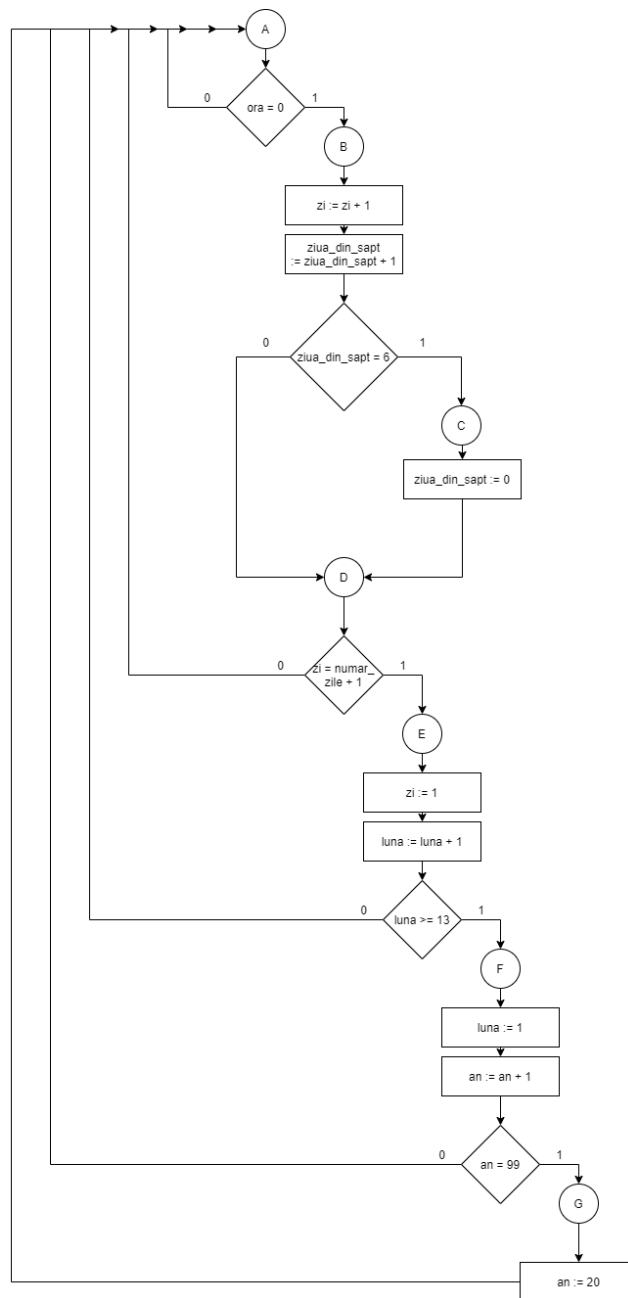 A
0
ora = 0
1
B
zi := zi + 1
ziua_din_sapt
:= ziua_din_sapt + 1
0
ziua_din_sapt = 6
1
C
ziua_din_sapt := 0
D
0
zi = numar_
zile + 1
1
E
zi := 1
luna := luna + 1
0
luna >= 13
1
F
luna := 1
an := an + 1
0
an = 99
1
G
an := 20